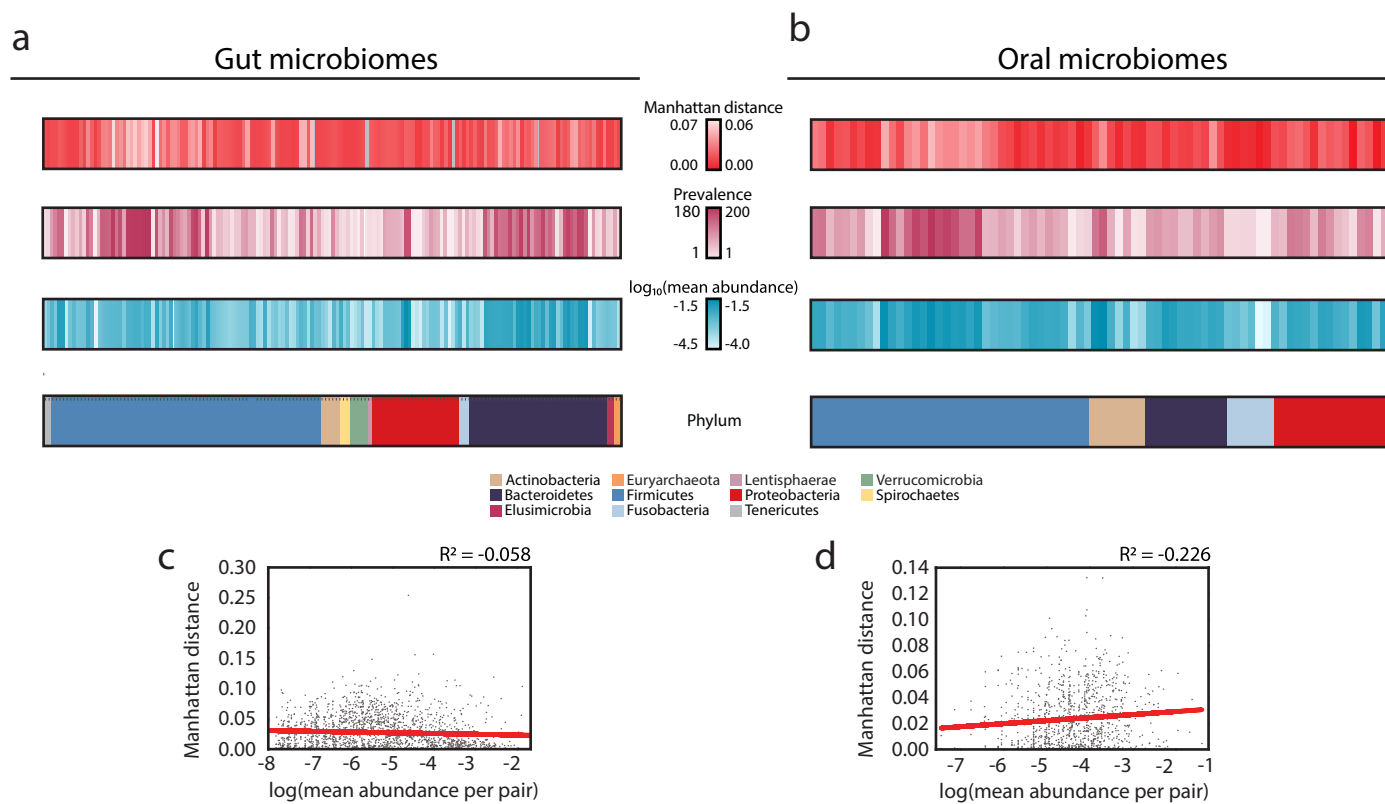 a
Gut microbiomes
b
Oral microbiomes
Manhattan distance
0.07 0.06
0.00 0.00
Prevalence
180 200
1 1
log₁₀(mean abundance)
-1.5 -1.5
-4.5 -4.0
Phylum
Actinobacteria Euryarchaeota Lentisphaerae Verrucomicrobia
Bacteroidetes Firmicutes Proteobacteria Spirochaetes
Elusimicrobia Fusobacteria Tenericutes
c
R² = -0.058
Manhattan distance
0.30
0.25
0.20
0.15
0.10
0.05
0.00
-8 -7 -6 -5 -4 -3 -2
log(mean abundance per pair)
d
R² = -0.226
Manhattan distance
0.14
0.12
0.10
0.08
0.06
0.04
0.02
0.00
-7 -6 -5 -4 -3 -2 -1
log(mean abundance per pair)